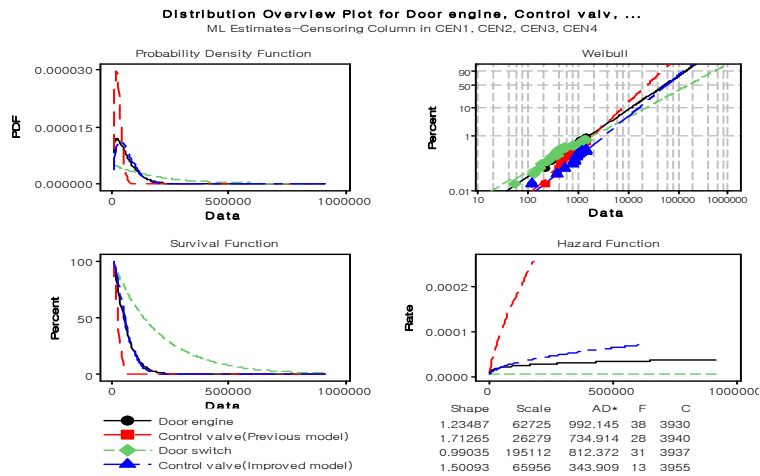 Distribution Overview Plot for Door engine, Control valv, ...
ML Estimates-Censoring Column in CEN1, CEN2, CEN3, CEN4
Probability Density Function
0.000030
0.000015
0.000000
PDF
0
500000
1000000
Data
Weibull
90
50
10
1
0.01
Percent
10
100
1000
10000
100000
1000000
Data
Survival Function
100
50
0
Percent
0
500000
1000000
Data
Hazard Function
0.0002
0.0001
0.0000
Rate
0
500000
1000000
Door engine
Control valve(Previous model)
Door switch
Control valve(Improved model)
Shape Scale AD* F C
1.23487 62725 992.145 38 3930
1.71265 26279 734.914 28 3940
0.99035 195112 812.372 31 3937
1.50093 65956 343.909 13 3955